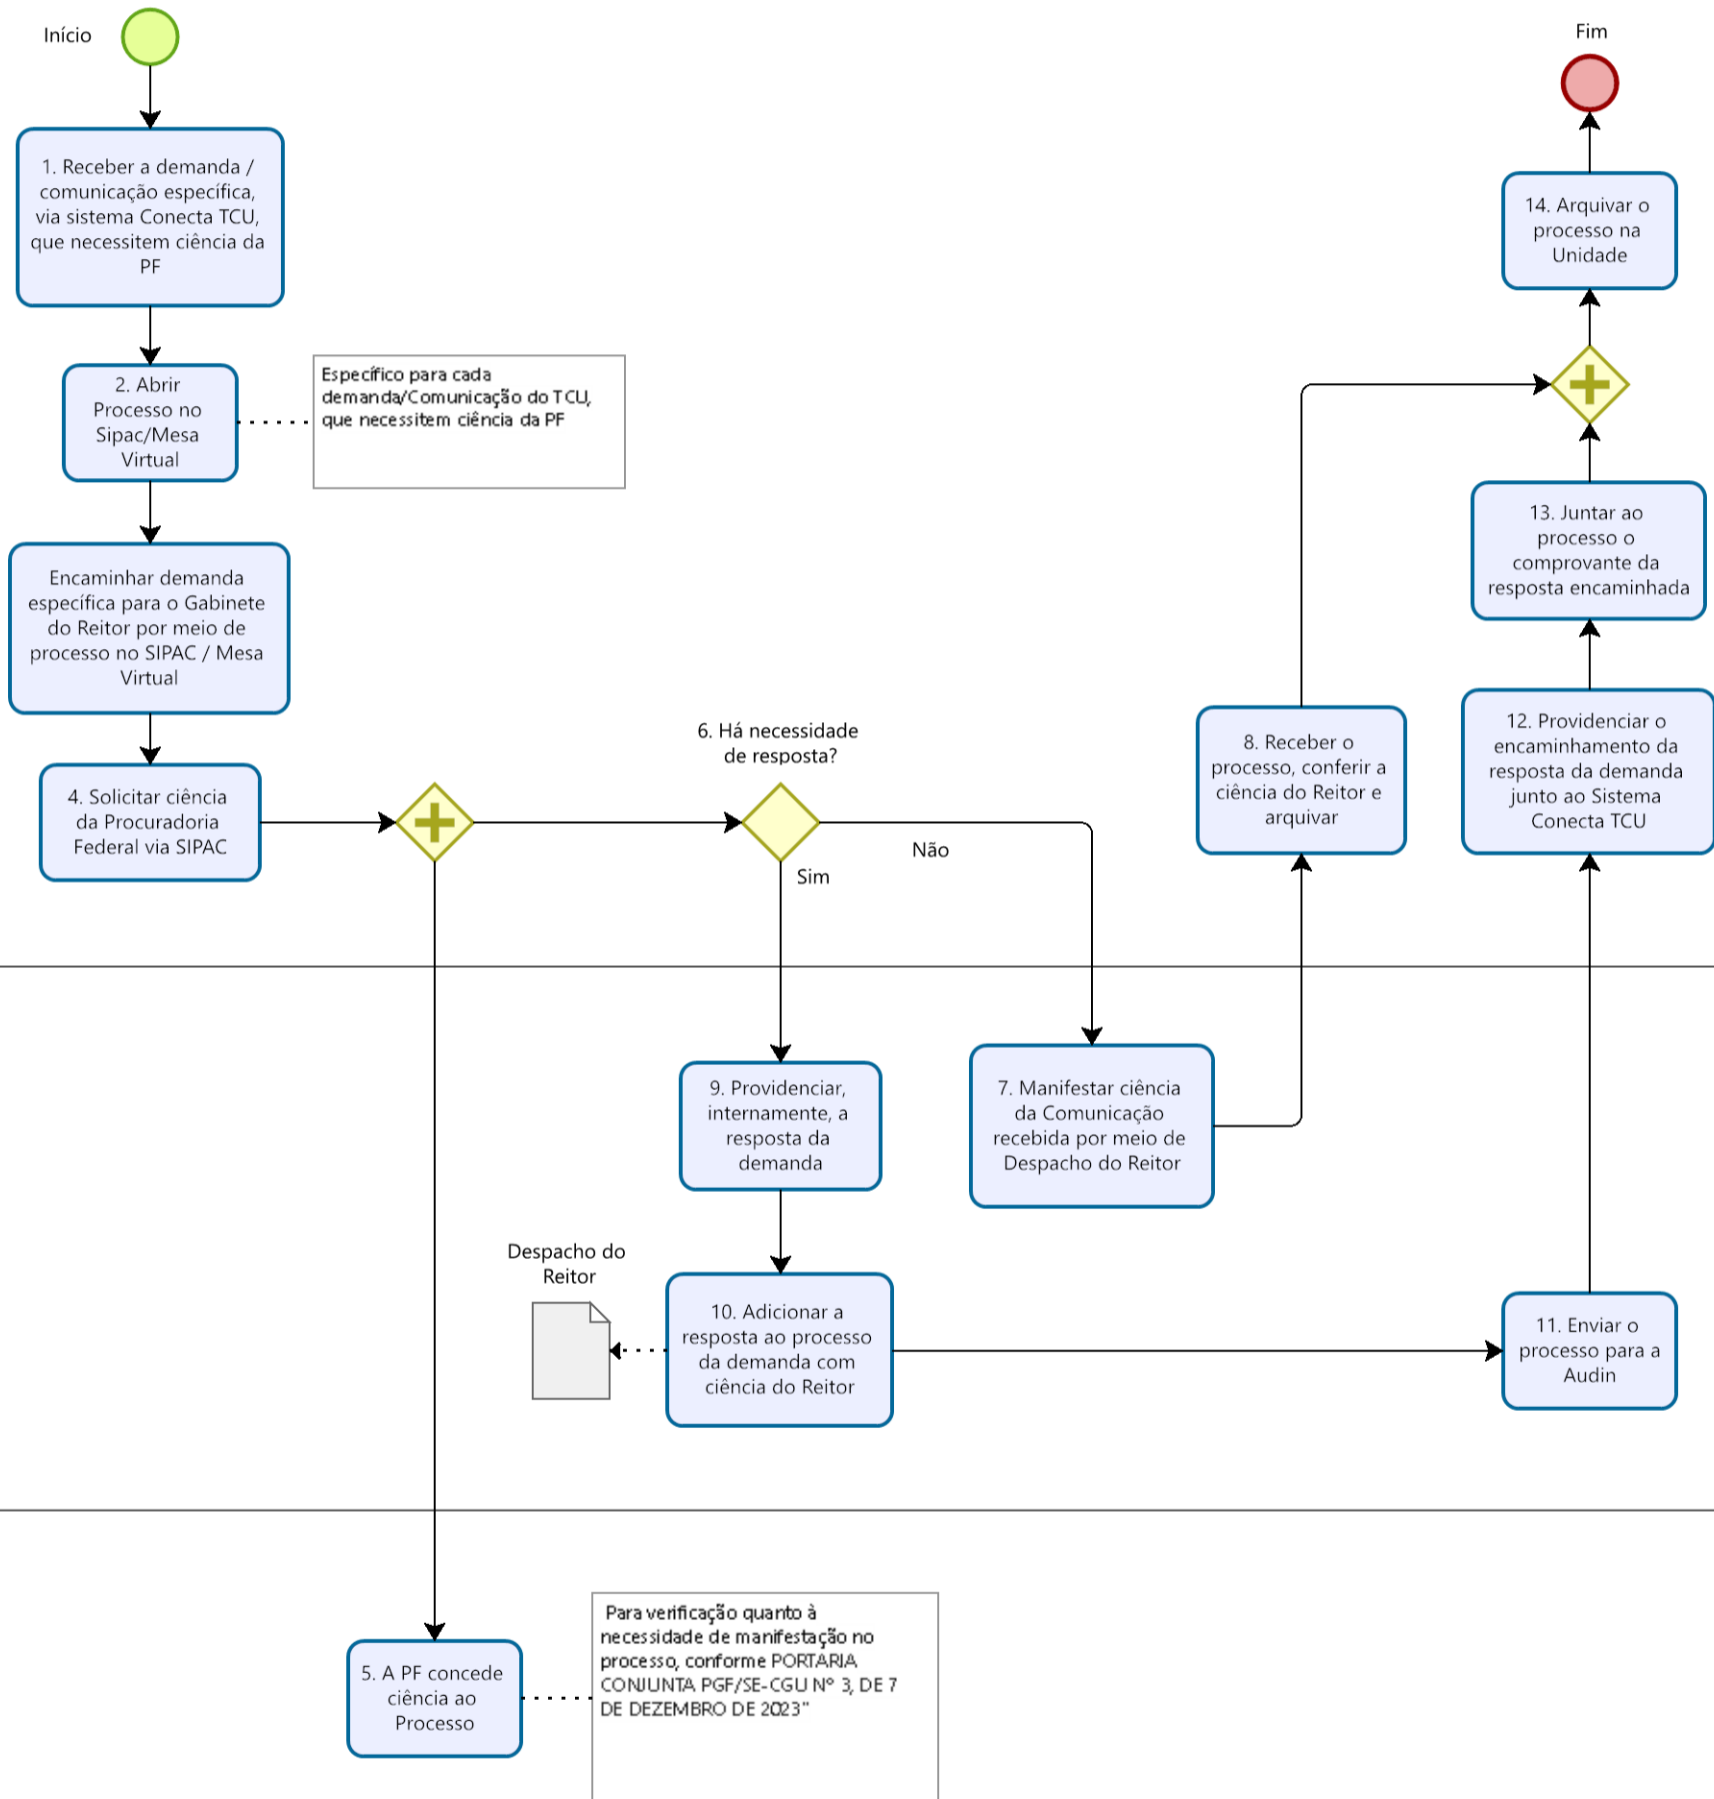 Início
Fim
1. Receber a demanda /
comunicação específica,
via sistema Conecta TCU,
que necessitem ciência da
PF
14. Arquivar o
processo na
Unidade
2. Abrir
Processo no
Sipac/Mesa
Virtual
Específico para cada
demanda/Comunicação do TCU,
que necessitem ciência da PF
13. Juntar ao
processo o
comprovante da
resposta encaminhada
Encaminhar demanda
específica para o Gabinete
do Reitor por meio de
processo no SIPAC / Mesa
Virtual
6. Há necessidade
de resposta?
8. Receber o
processo, conferir a
ciência do Reitor e
arquivar
12. Providenciar o
encaminhamento da
resposta da demanda
junto ao Sistema
Conecta TCU
4. Solicitar ciência
da Procuradoria
Federal via SIPAC
Não
Sim
9. Providenciar,
internamente, a
resposta da
demanda
7. Manifestar ciência
da Comunicação
recebida por meio de
Despacho do Reitor
Despacho do
Reitor
10. Adicionar a
resposta ao processo
da demanda com
ciência do Reitor
11. Enviar o
processo para a
Audin
5. A PF concede
ciência ao
Processo
Para verificação quanto à
necessidade de manifestação no
processo, conforme PORTARIA
CONJUNTA PGF/SE-CGU Nº 3, DE 7
DE DEZEMBRO DE 2023"